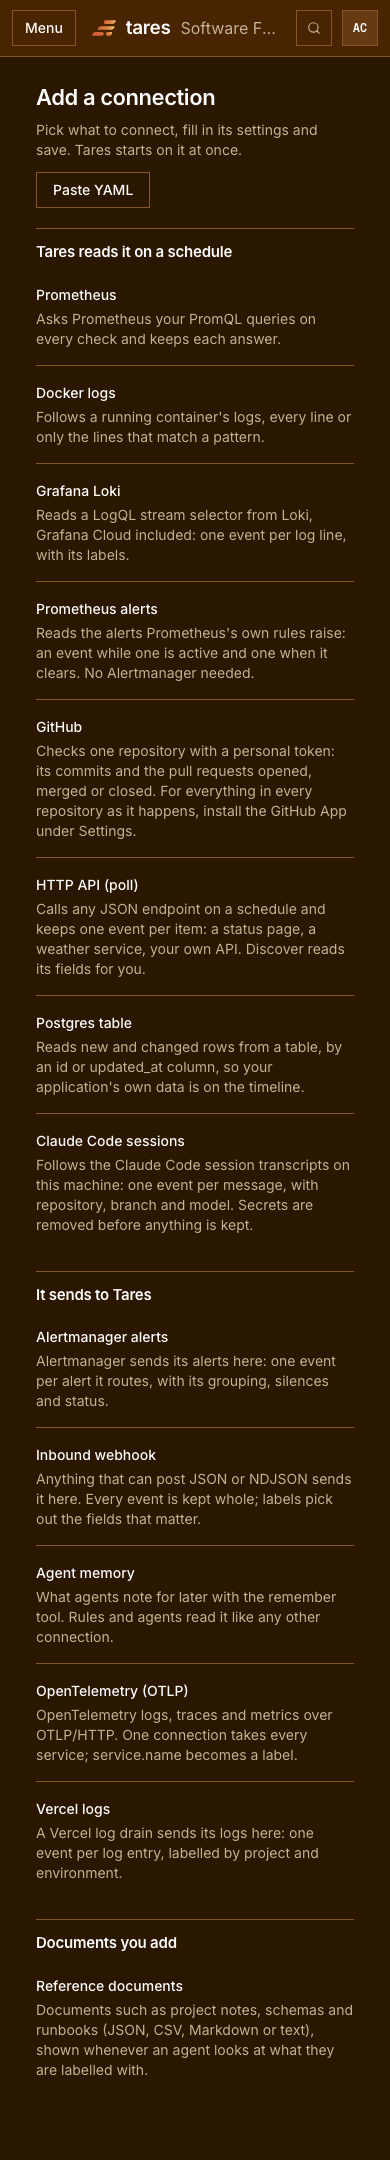 Menu
tares
Software F...
AC
Add a connection
Pick what to connect, fill in its settings and
save. Tares starts on it at once.
Paste YAML
Tares reads it on a schedule
Prometheus
Asks Prometheus your PromQL queries on
every check and keeps each answer.
Docker logs
Follows a running container's logs, every line or
only the lines that match a pattern.
Grafana Loki
Reads a LogQL stream selector from Loki,
Grafana Cloud included: one event per log line,
with its labels.
Prometheus alerts
Reads the alerts Prometheus's own rules raise:
an event while one is active and one when it
clears. No Alertmanager needed.
GitHub
Checks one repository with a personal token:
its commits and the pull requests opened,
merged or closed. For everything in every
repository as it happens, install the GitHub App
under Settings.
HTTP API (poll)
Calls any JSON endpoint on a schedule and
keeps one event per item: a status page, a
weather service, your own API. Discover reads
its fields for you.
Postgres table
Reads new and changed rows from a table, by
an id or updated_at column, so your
application's own data is on the timeline.
Claude Code sessions
Follows the Claude Code session transcripts on
this machine: one event per message, with
repository, branch and model. Secrets are
removed before anything is kept.
It sends to Tares
Alertmanager alerts
Alertmanager sends its alerts here: one event
per alert it routes, with its grouping, silences
and status.
Inbound webhook
Anything that can post JSON or NDJSON sends
it here. Every event is kept whole; labels pick
out the fields that matter.
Agent memory
What agents note for later with the remember
tool. Rules and agents read it like any other
connection.
OpenTelemetry (OTLP)
OpenTelemetry logs, traces and metrics over
OTLP/HTTP. One connection takes every
service; service.name becomes a label.
Vercel logs
A Vercel log drain sends its logs here: one
event per log entry, labelled by project and
environment.
Documents you add
Reference documents
Documents such as project notes, schemas and
runbooks (JSON, CSV, Markdown or text),
shown whenever an agent looks at what they
are labelled with.